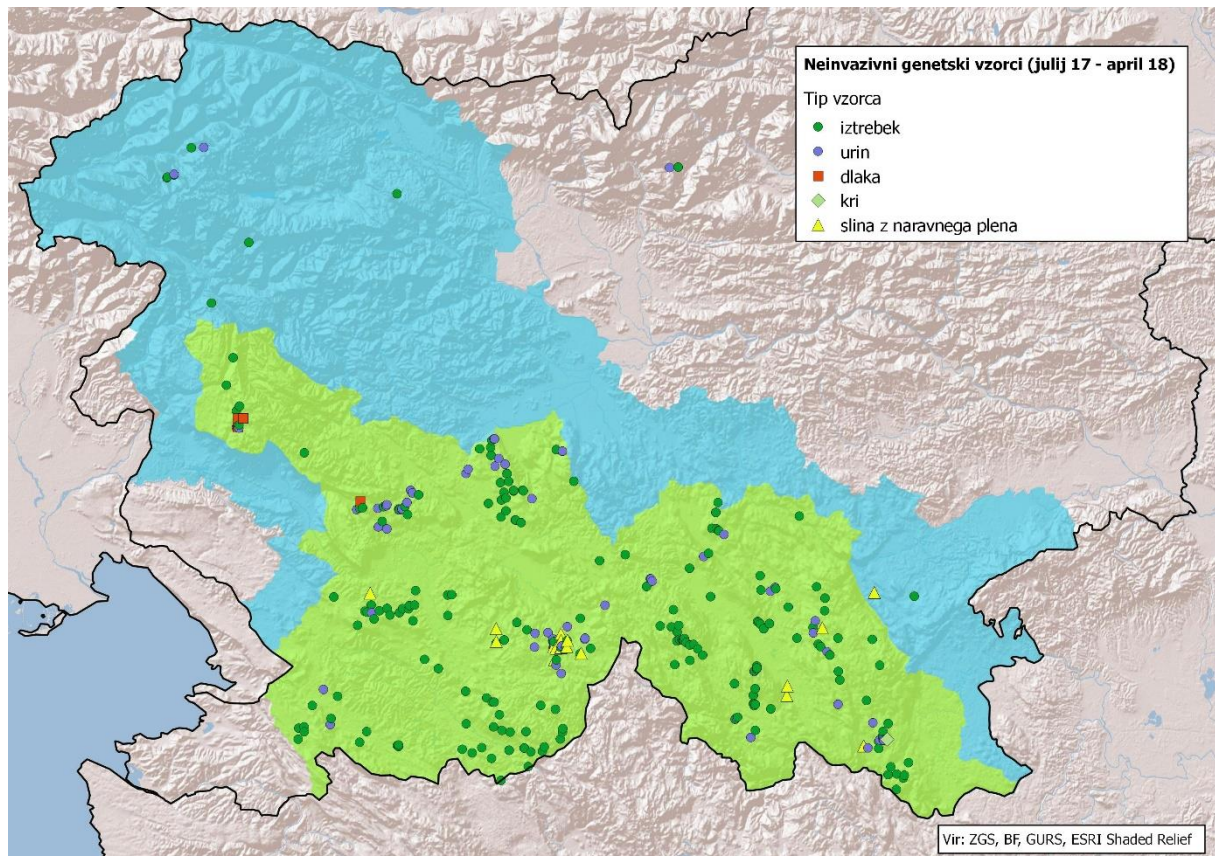 Neinvazivni genetski vzorci (julij 17 - april 18)
Tip vzorca
iztrebek
urin
dlaka
kri
slina z naravnega plena
Vir: ZGS, BF, GURS, ESRI Shaded Relief